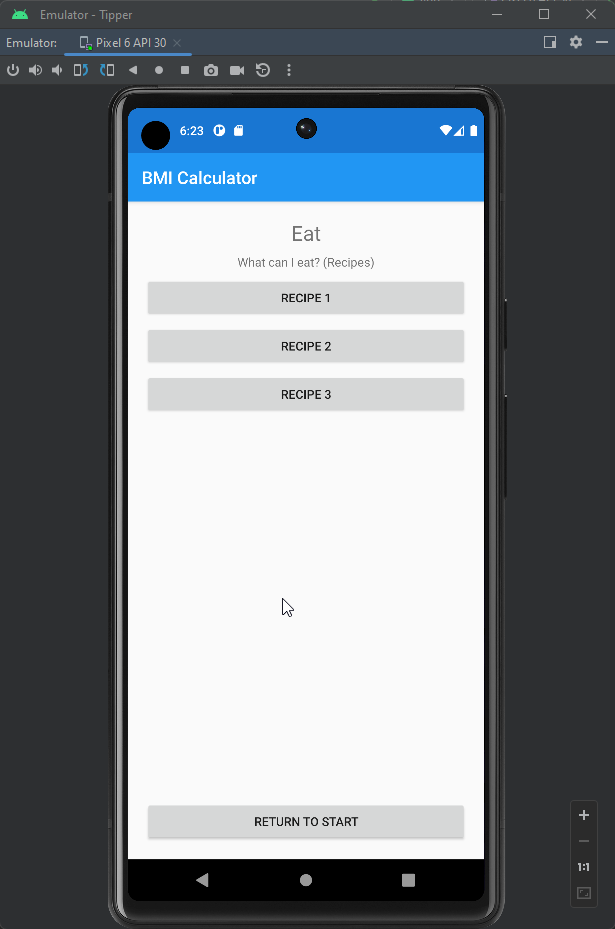 Emulator - Tipper
Emulator: Pixel 6 API 30
6:23
BMI Calculator
Eat
What can I eat? (Recipes)
RECIPE 1
RECIPE 2
RECIPE 3
RETURN TO START
1:1